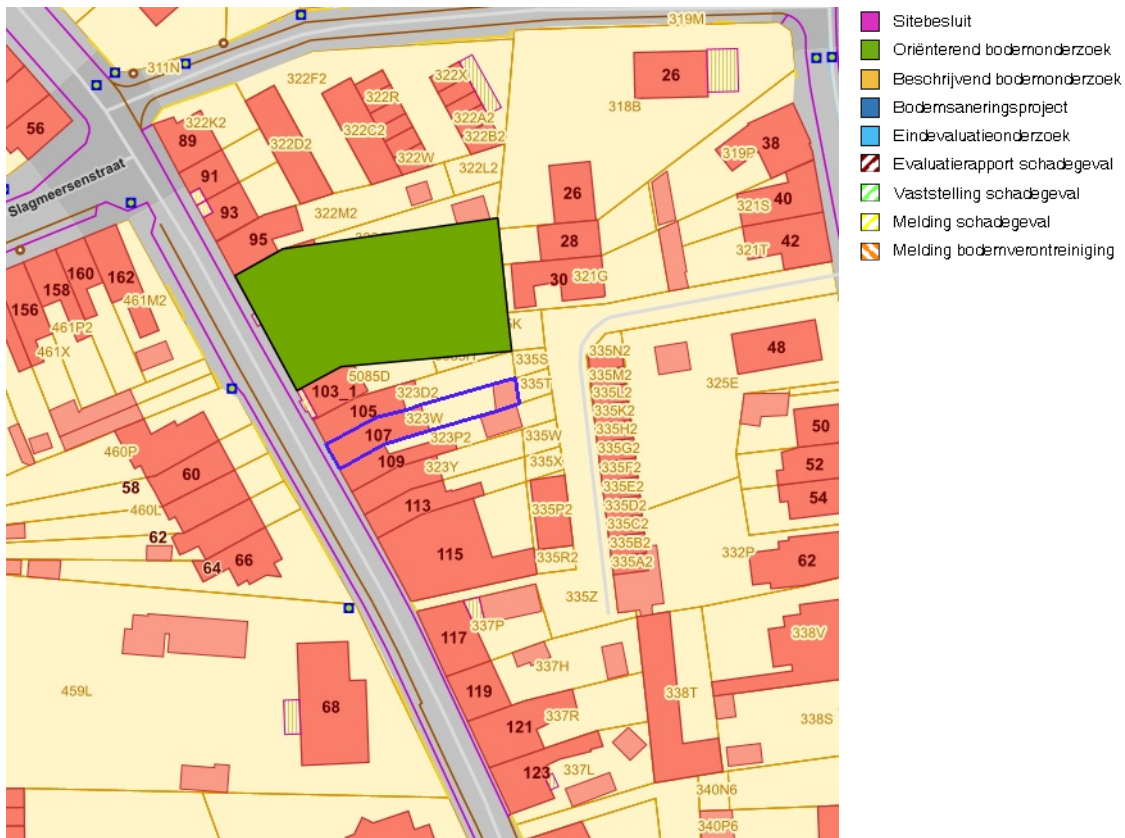 319M
311N
322F2
322X
26
322R
318B
322K2
322A2
56
89
322D2
322C2
322B2
38
319P
91
322W
322L2
Slagmeersenstraat
26
40
93
322M2
321S
95
28
42
321T
160
162
158
30
321G
461M2
156
461P2
K
48
461X
335S
335N2
5085D
335M2
325E
103_1
323D2
335T
335L2
105
335K2
323W
50
107
323P2
335W
335H2
460P
335G2
109
323Y
335X
52
60
335F2
58
335E2
54
113
335P2
335D2
460L
335C2
62
335B2
332P
115
66
335R2
335A2
62
64
335Z
117
337P
338V
337H
459L
119
338T
68
337R
338S
121
123
337L
340N6
340P6
Sitebesluit
Oriënterend bodemonderzoek
Beschrijvend bodemonderzoek
Bodemsaneringsproject
Eindevaluatieonderzoek
Evaluatierapport schadegeval
Vaststelling schadegeval
Melding schadegeval
Melding bodemverontreiniging